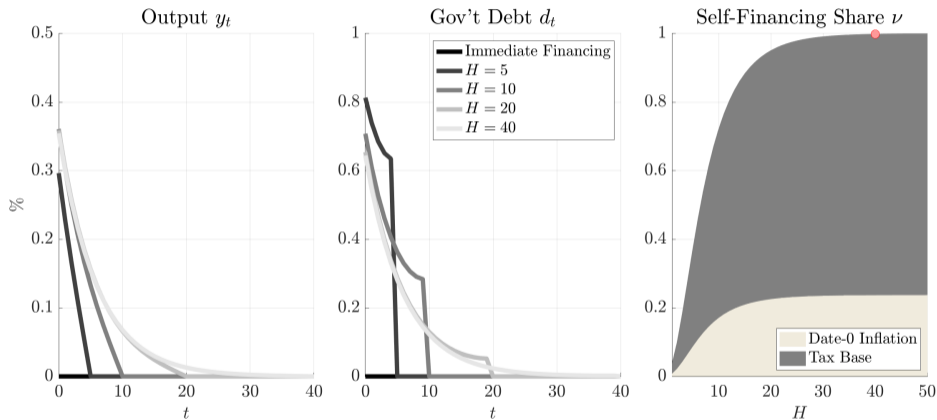 Output y_t
%
0.5
0.4
0.3
0.2
0.1
0
0 10 20 30 40
t
Gov't Debt d_t
1
0.8
0.6
0.4
0.2
0
Immediate Financing
H = 5
H = 10
H = 20
H = 40
0 10 20 30 40
t
Self-Financing Share ν
1
0.8
0.6
0.4
0.2
0
Date-0 Inflation
Tax Base
10 20 30 40 50
H